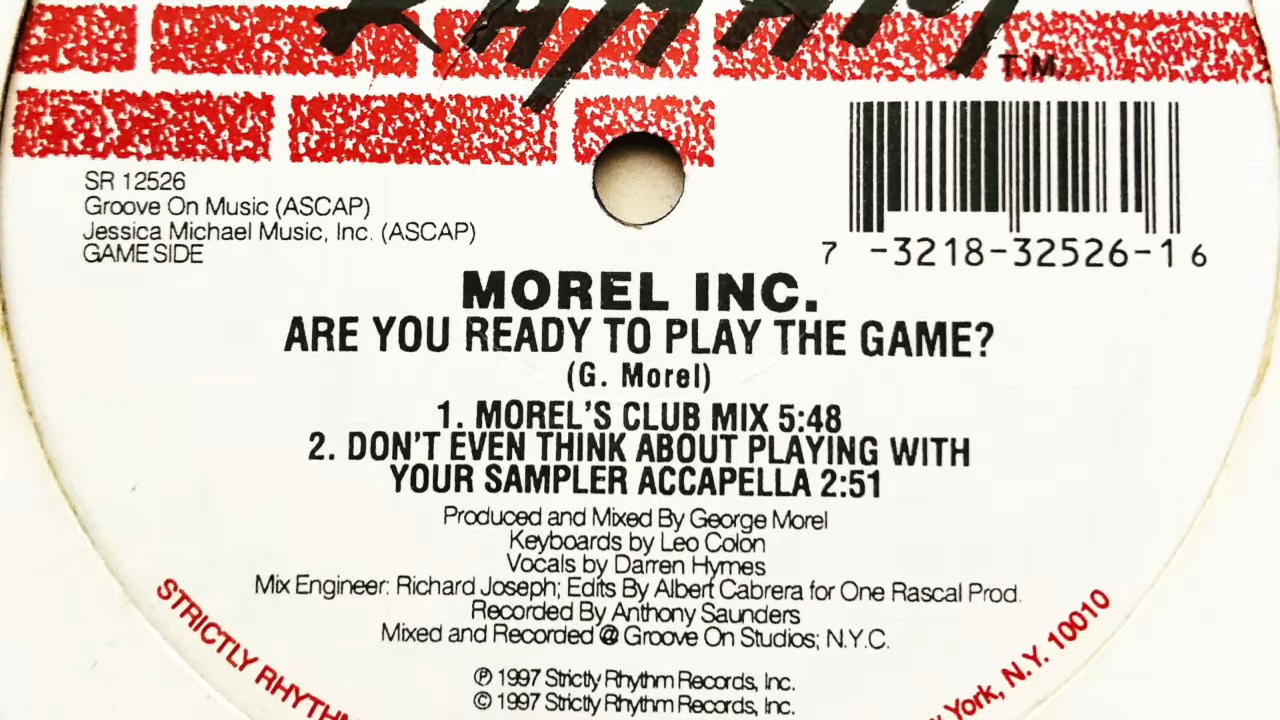 T.M.
SR 12526
Groove On Music (ASCAP)
Jessica Michael Music, Inc. (ASCAP)
GAME SIDE
7 -3218-32526-1 6
MOREL INC.
ARE YOU READY TO PLAY THE GAME?
(G. Morel)
1. MOREL'S CLUB MIX 5:48
2. DON'T EVEN THINK ABOUT PLAYING WITH
YOUR SAMPLER ACCAPELLA 2:51
Produced and Mixed By George Morel
Keyboards by Leo Colon
Vocals by Darren Hymes
Mix Engineer: Richard Joseph; Edits By Albert Cabrera for One Rascal Prod.
Recorded By Anthony Saunders
Mixed and Recorded @ Groove On Studios; N.Y.C.
℗ 1997 Strictly Rhythm Records, Inc.
© 1997 Strictly Rhythm Records, Inc.
STRICTLY RHYTHM
York, N.Y. 10010